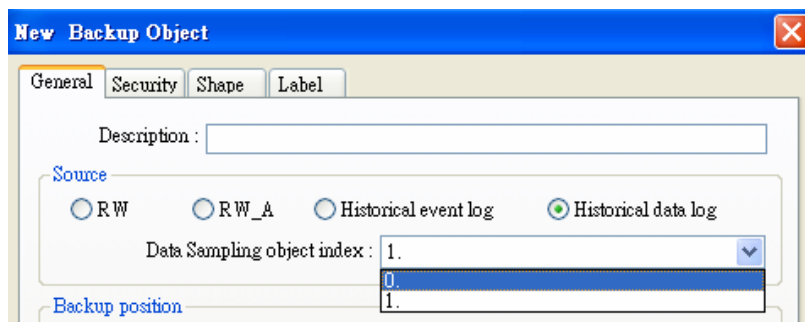 New Backup Object
General Security Shape Label
Description :
Source
RW RW_A Historical event log Historical data log
Data Sampling object index : 1.
0.
1.
Backup position